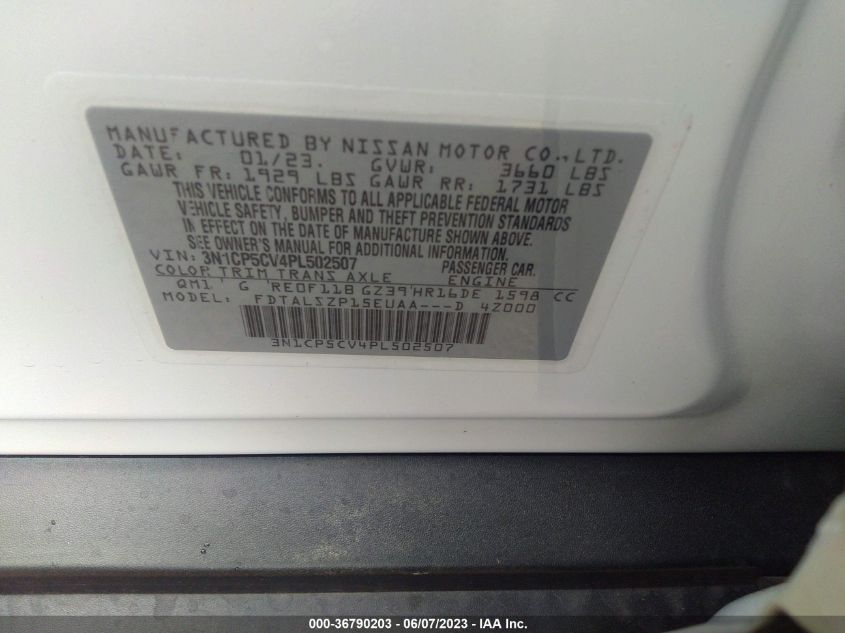 MANUFACTURED BY NISSAN MOTOR CO.,LTD.
DATE: 01/23. GVWR: 3660 LBS
GAWR FR: 1929 LBS GAWR RR: 1731 LBS
THIS VEHICLE CONFORMS TO ALL APPLICABLE FEDERAL MOTOR
VEHICLE SAFETY, BUMPER AND THEFT PREVENTION STANDARDS
IN EFFECT ON THE DATE OF MANUFACTURE SHOWN ABOVE.
SEE OWNER'S MANUAL FOR ADDITIONAL INFORMATION.
VIN: 3N1CP5CV4PL502507 PASSENGER CAR.
COLOR TRIM TRANS AXLE ENGINE
QM1 G RE0F11B GZ39 HR16DE 1598 CC
MODEL: FDTALSZP15EUAA---D 4Z000
3N1CP5CV4PL502507
000-36790203 - 06/07/2023 - IAA Inc.